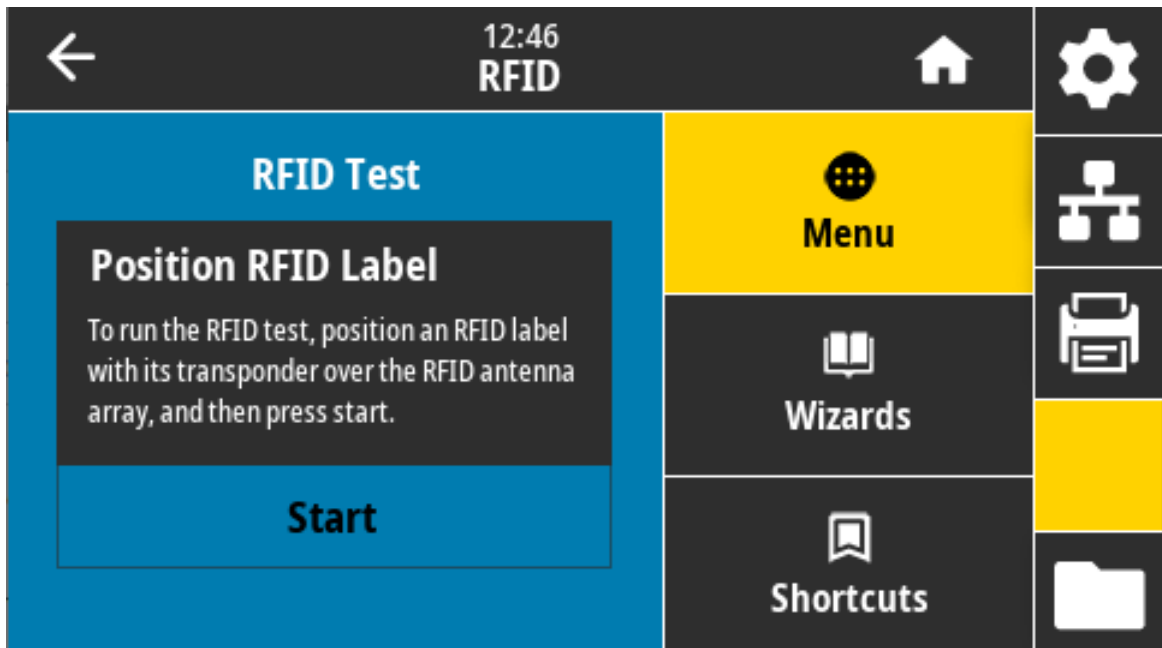 12:46
RFID
RFID Test
Position RFID Label
To run the RFID test, position an RFID label
with its transponder over the RFID antenna
array, and then press start.
Start
Menu
Wizards
Shortcuts